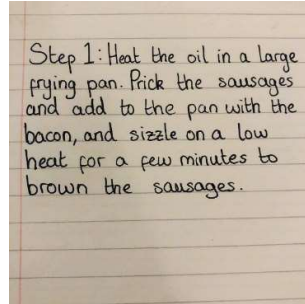 Step 1: Heat the oil in a large
frying pan. Prick the sausages
and add to the pan with the
bacon, and sizzle on a low
heat for a few minutes to
brown the sausages.